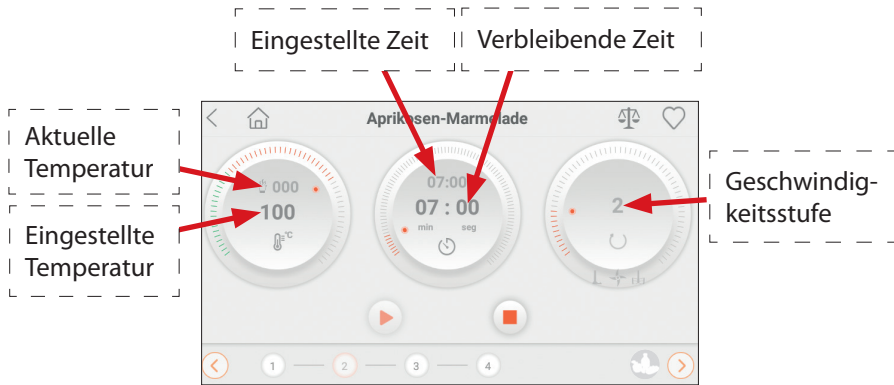 Eingestellte Zeit
Verbleibende Zeit
Aprikosen-Marmelade
Aktuelle
Temperatur
Eingestellte
Temperatur
000
100
°C
07:00
07 : 00
min seg
2
Geschwindig-
keitsstufe
1
2
3
4